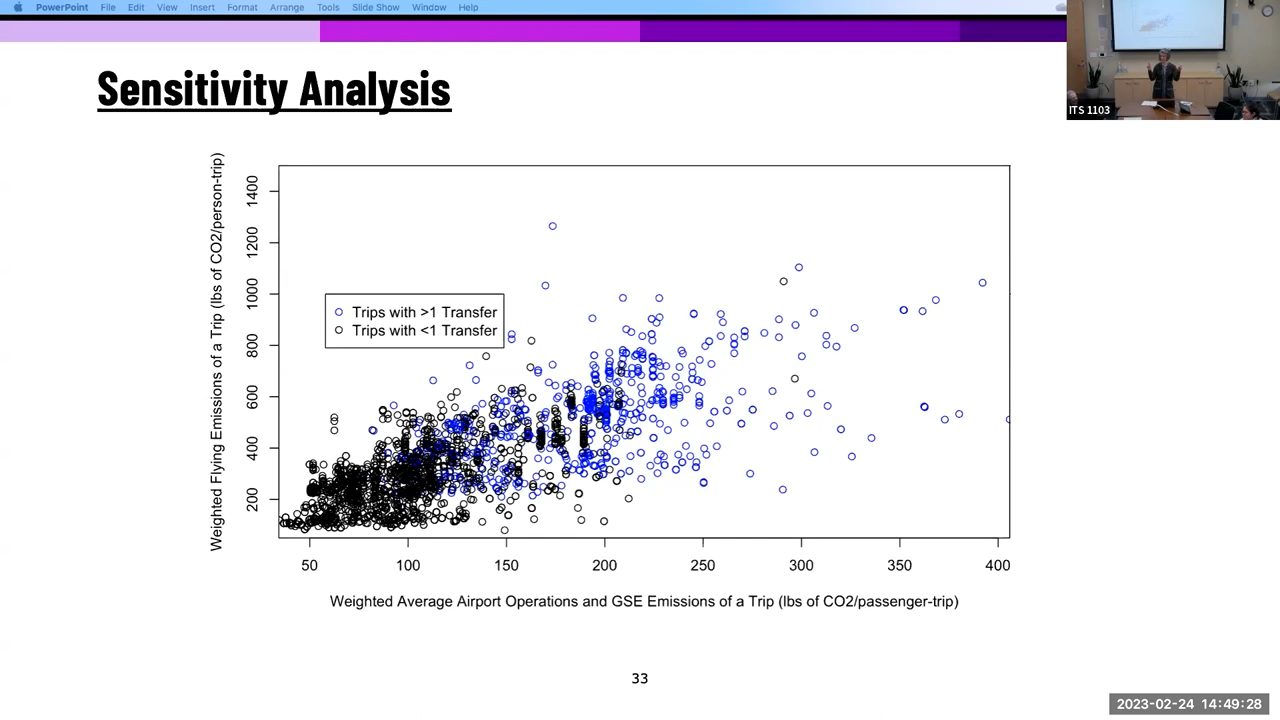 PowerPoint File Edit View Insert Format Arrange Tools Slide Show Window Help
ITS 1103
Sensitivity Analysis
Weighted Flying Emissions of a Trip (lbs of CO2/person-trip)
1400
1200
1000
800
600
400
200
Trips with >1 Transfer
Trips with <1 Transfer
50 100 150 200 250 300 350 400
Weighted Average Airport Operations and GSE Emissions of a Trip (lbs of CO2/passenger-trip)
33
2023-02-24 14:49:28